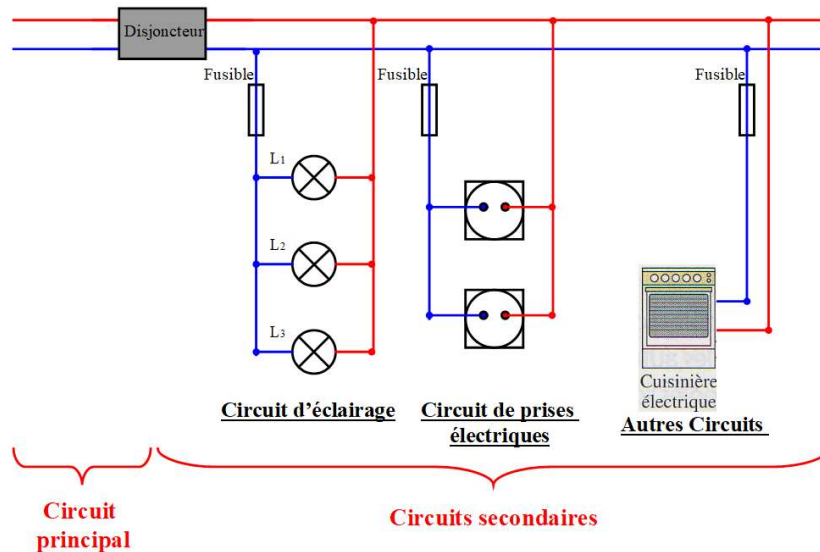 Disjoncteur
Fusible
Fusible
Fusible
L1
L2
L3
Cuisinière
électrique
Circuit d'éclairage
Circuit de prises
électriques
Autres Circuits
Circuit
principal
Circuits secondaires